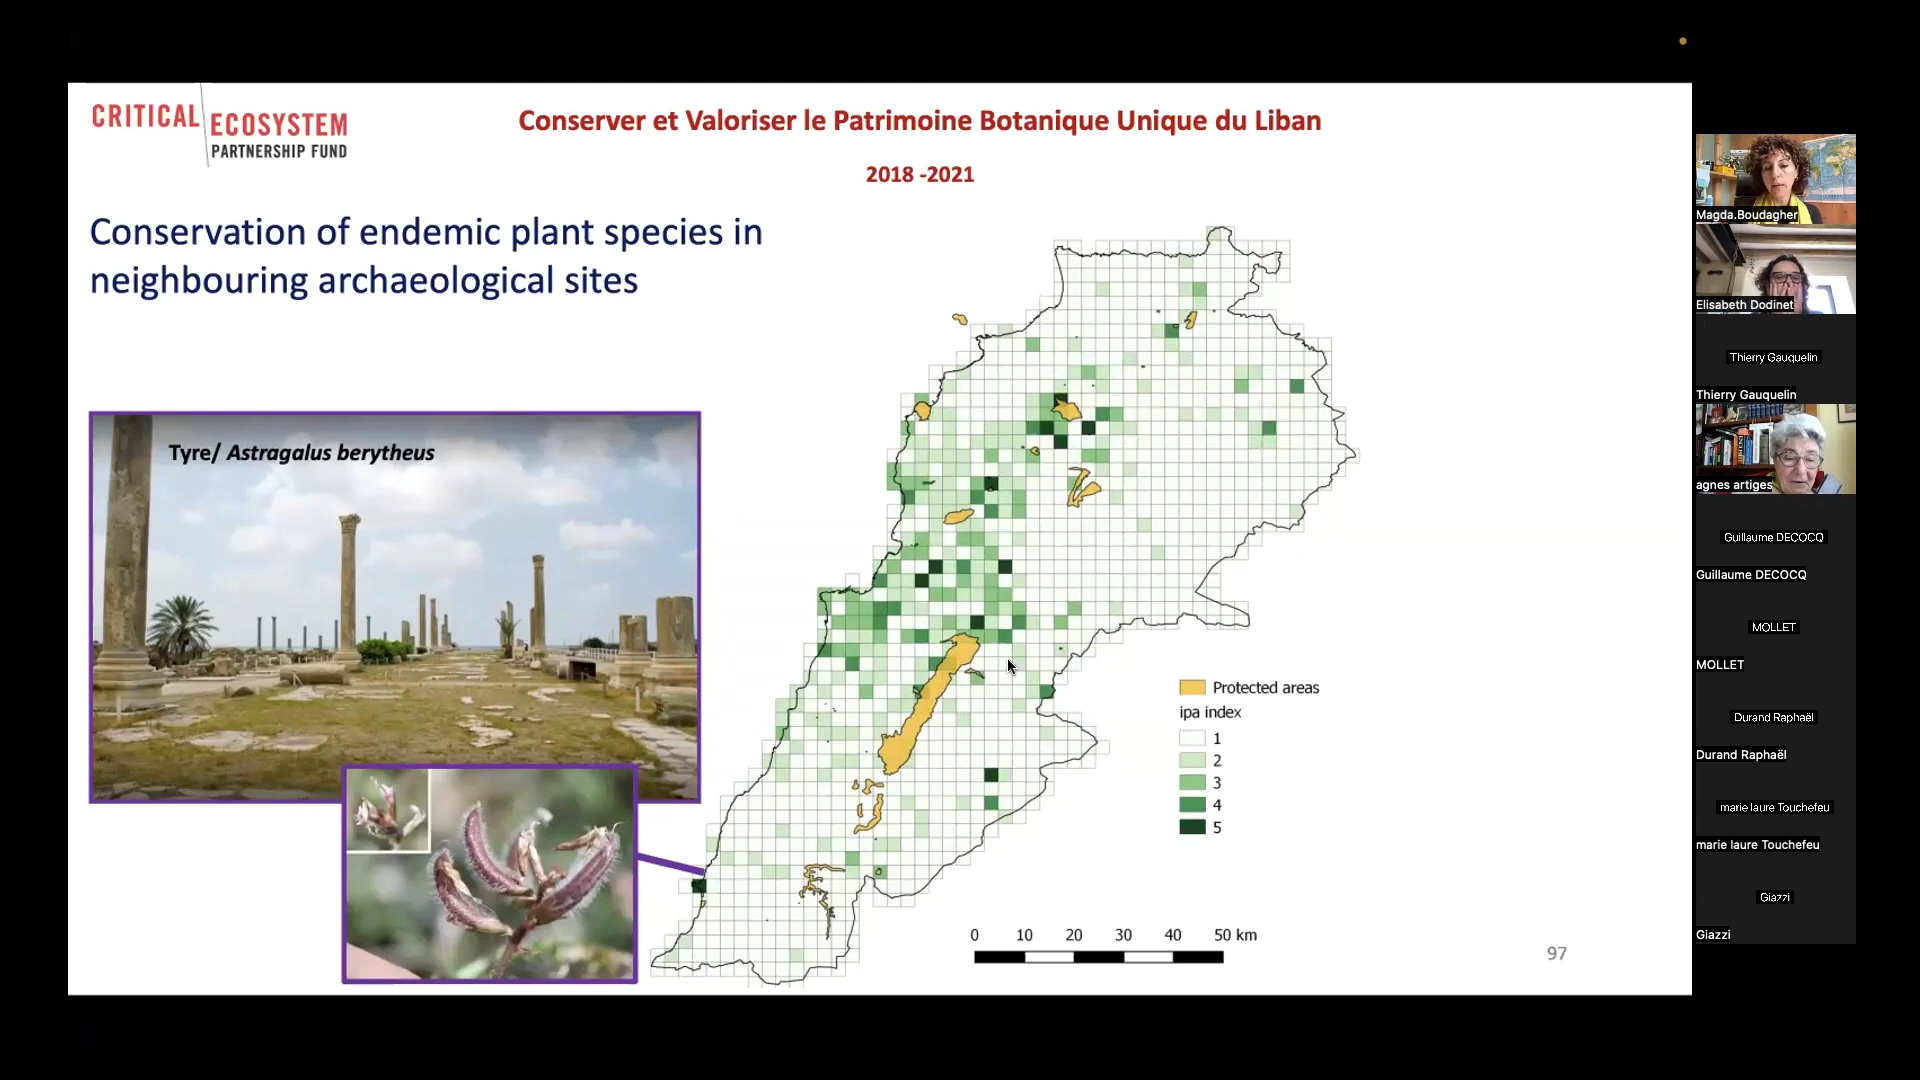 CRITICAL ECOSYSTEM
PARTNERSHIP FUND
Conserver et Valoriser le Patrimoine Botanique Unique du Liban
2018 -2021
Conservation of endemic plant species in
neighbouring archaeological sites
Tyre/ Astragalus berytheus
Protected areas
ipa index
1
2
3
4
5
0 10 20 30 40 50 km
97
Magda.Boudagher
Elisabeth Dodinet
Thierry Gauquelin
Thierry Gauquelin
agnes artiges
Guillaume DECOCQ
Guillaume DECOCQ
MOLLET
MOLLET
Durand Raphaël
Durand Raphaël
marie laure Touchefeu
marie laure Touchefeu
Giazzi
Giazzi